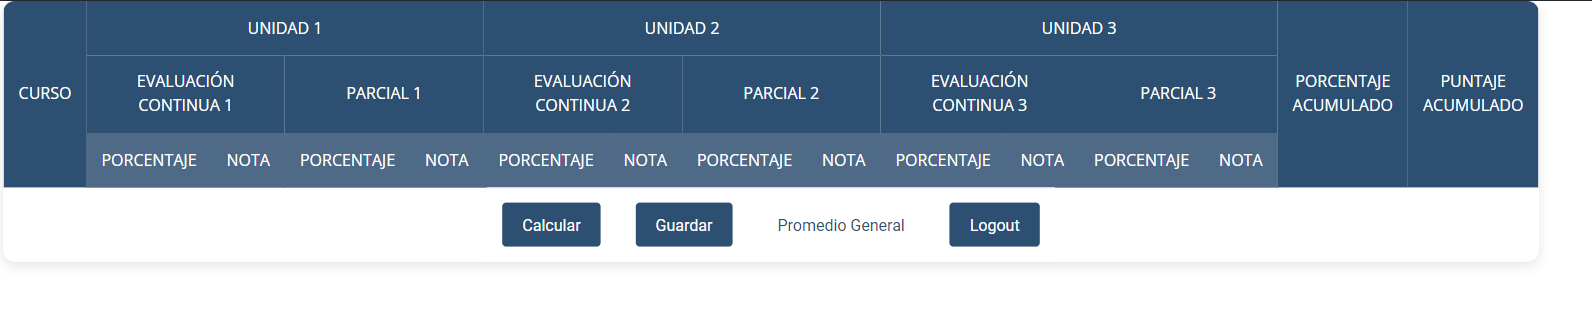 CURSO
UNIDAD 1
UNIDAD 2
UNIDAD 3
PORCENTAJE
ACUMULADO
PUNTAJE
ACUMULADO
EVALUACIÓN
CONTINUA 1
PARCIAL 1
EVALUACIÓN
CONTINUA 2
PARCIAL 2
EVALUACIÓN
CONTINUA 3
PARCIAL 3
PORCENTAJE
NOTA
PORCENTAJE
NOTA
PORCENTAJE
NOTA
PORCENTAJE
NOTA
PORCENTAJE
NOTA
PORCENTAJE
NOTA
Calcular
Guardar
Promedio General
Logout